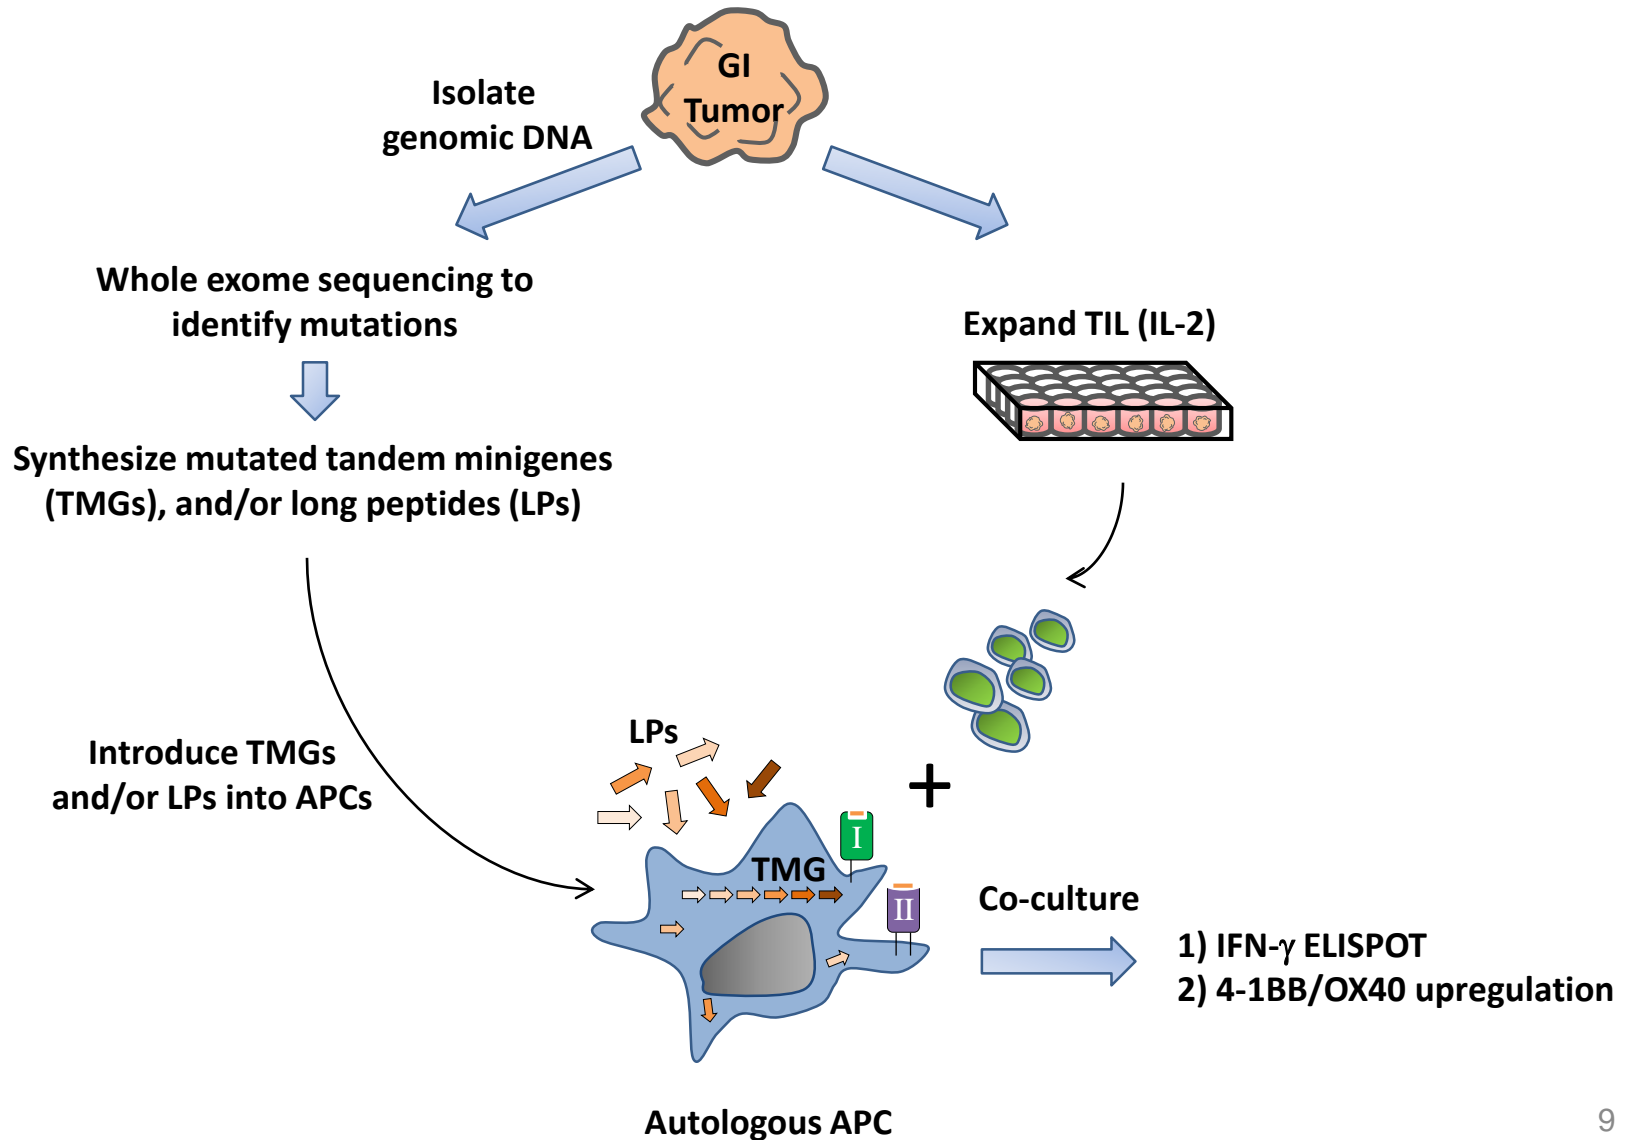 GI
Tumor
Isolate
genomic DNA
Whole exome sequencing to
identify mutations
Expand TIL (IL-2)
Synthesize mutated tandem minigenes
(TMGs), and/or long peptides (LPs)
Introduce TMGs
and/or LPs into APCs
LPs
+
I
TMG
II
Co-culture
1) IFN-γ ELISPOT
2) 4-1BB/OX40 upregulation
Autologous APC
9